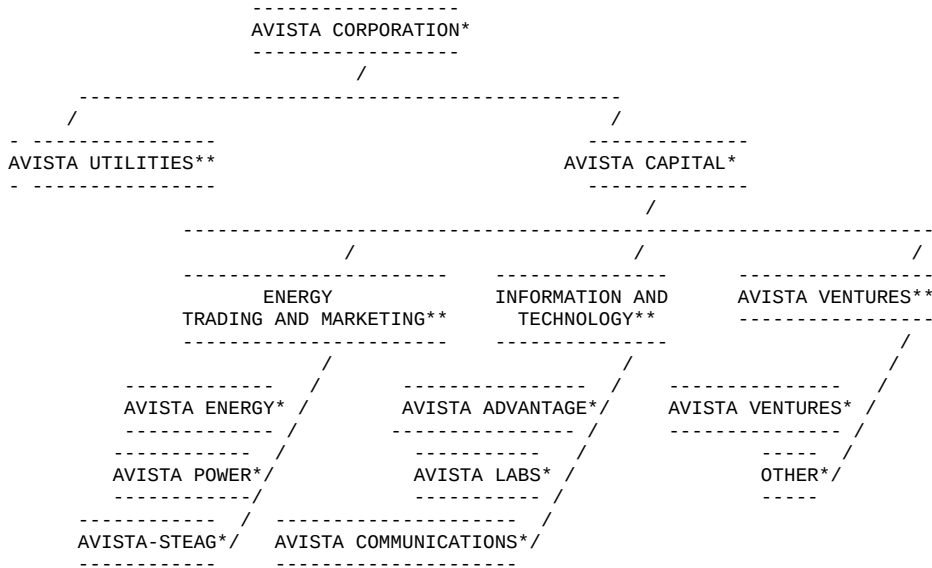 AVISTA CORPORATION*
AVISTA UTILITIES** AVISTA CAPITAL*
ENERGY INFORMATION AND AVISTA VENTURES**
TRADING AND MARKETING** TECHNOLOGY**
AVISTA ENERGY* AVISTA ADVANTAGE* AVISTA VENTURES*
AVISTA POWER* AVISTA LABS* OTHER*
AVISTA-STEAG* AVISTA COMMUNICATIONS*